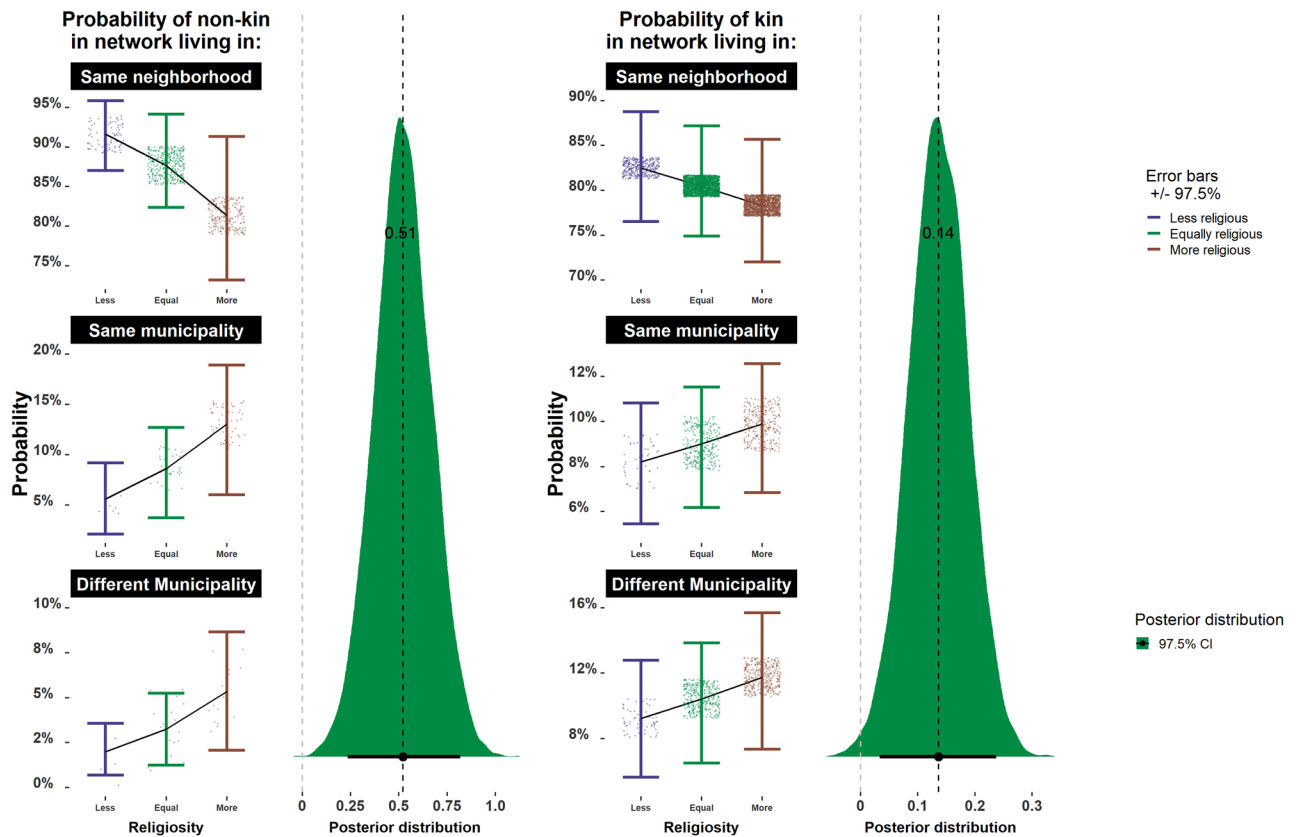 Probability of non-kin
in network living in:
Same neighborhood
95%
90%
85%
80%
75%
Less
Equal
More
Same municipality
20%
15%
10%
5%
Less
Equal
More
Different Municipality
10%
8%
5%
2%
0%
Less
Equal
More
Probability
Religiosity
0.51
0
0.25
0.5
0.75
1.0
Posterior distribution
Probability of kin
in network living in:
Same neighborhood
90%
85%
80%
75%
70%
Less
Equal
More
Same municipality
12%
10%
8%
6%
Less
Equal
More
Different Municipality
16%
12%
8%
Less
Equal
More
Probability
Religiosity
0.14
0
0.1
0.2
0.3
Posterior distribution
Error bars
+/- 97.5%
Less religious
Equally religious
More religious
Posterior distribution
97.5% CI